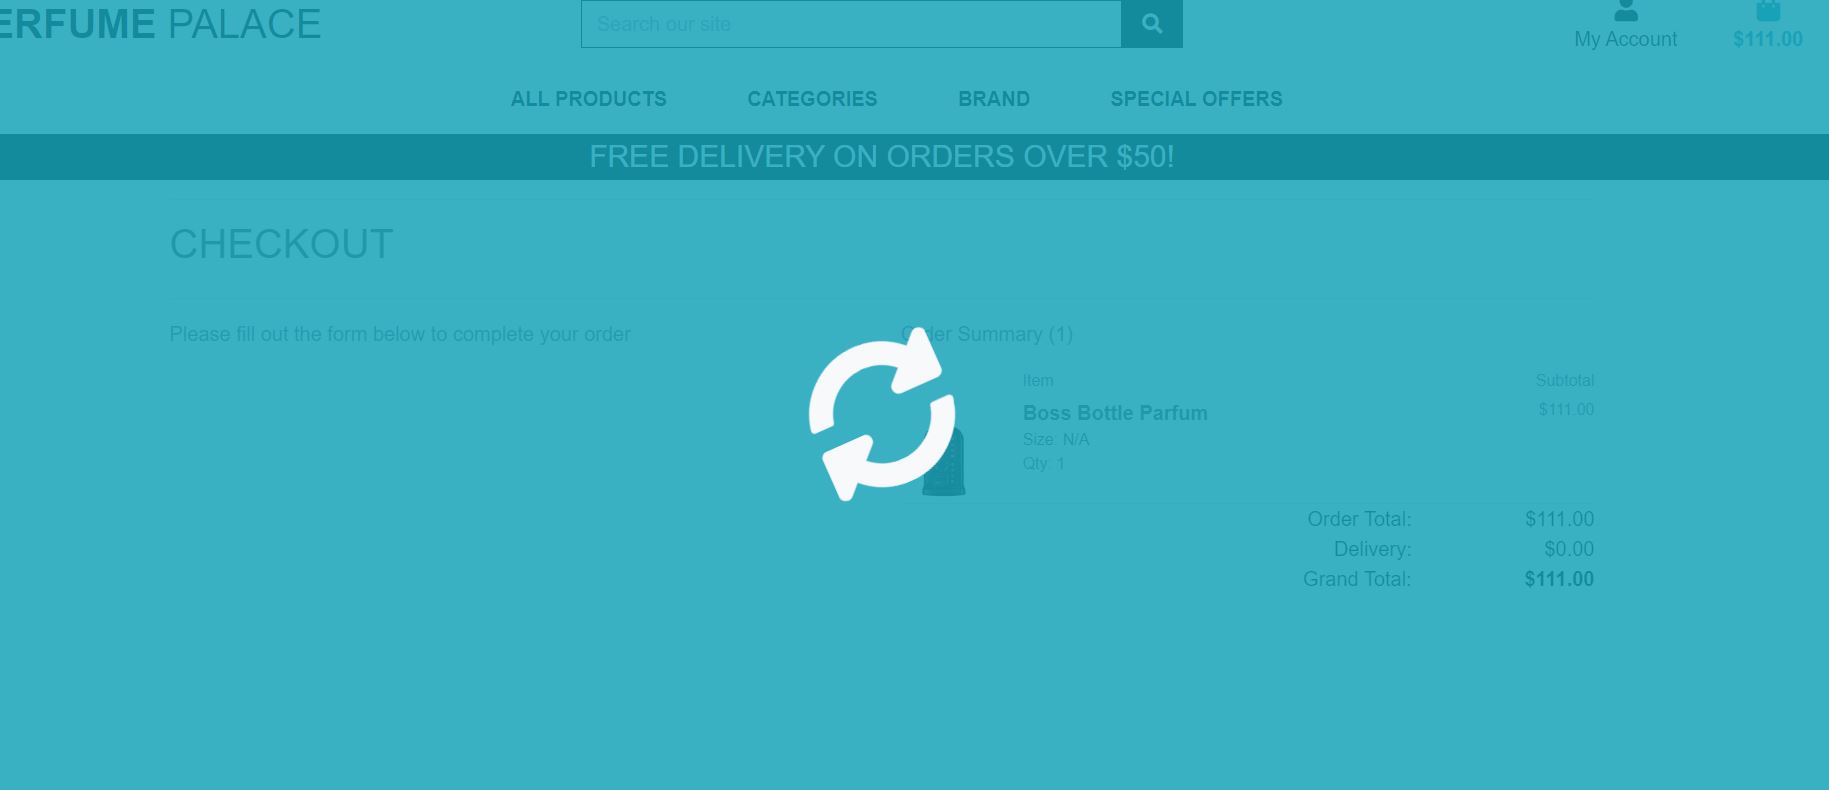 ERFUME PALACE
Search our site
My Account
$111.00
ALL PRODUCTS
CATEGORIES
BRAND
SPECIAL OFFERS
FREE DELIVERY ON ORDERS OVER $50!
CHECKOUT
Please fill out the form below to complete your order
Order Summary (1)
Item
Subtotal
Boss Bottle Parfum
$111.00
Size: N/A
Qty: 1
Order Total: $111.00
Delivery: $0.00
Grand Total: $111.00